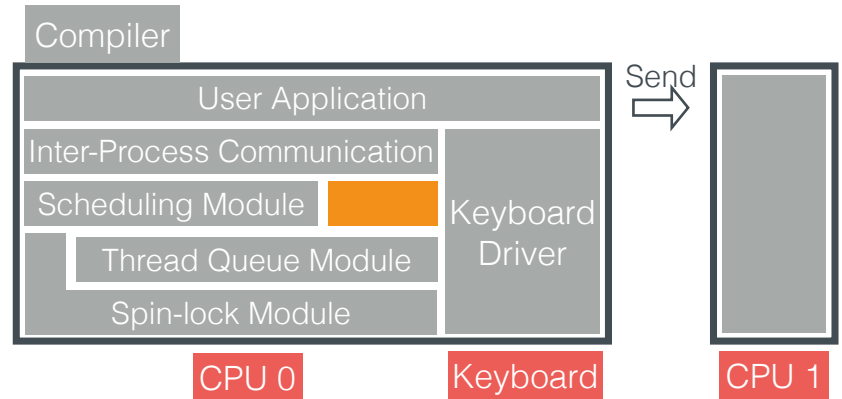 Compiler
User Application
Send
Inter-Process Communication
Scheduling Module
Keyboard
Driver
Thread Queue Module
Spin-lock Module
CPU 0
Keyboard
CPU 1